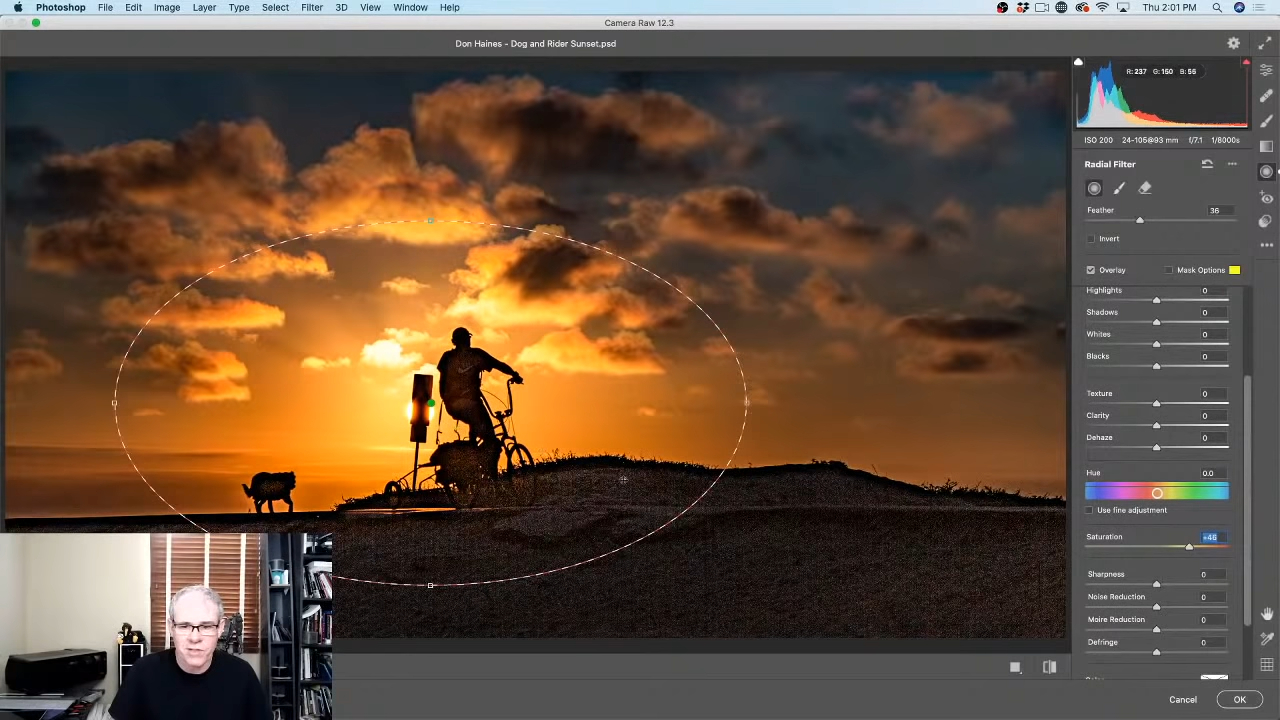 Photoshop File Edit Image Layer Type Select Filter 3D View Window Help Thu 2:01 PM
Camera Raw 12.3
Don Haines - Dog and Rider Sunset.psd
R: 237 G: 150 B: 55
ISO 200 24-105@93 mm f/7.1 1/8000s
Radial Filter
Feather 36
Invert
Overlay Mask Options
Highlights 0
Shadows 0
Whites 0
Blacks 0
Texture 0
Clarity 0
Dehaze 0
Hue 0.0
Use fine adjustment
Saturation +46
Sharpness 0
Noise Reduction 0
Moire Reduction 0
Defringe 0
Cancel OK